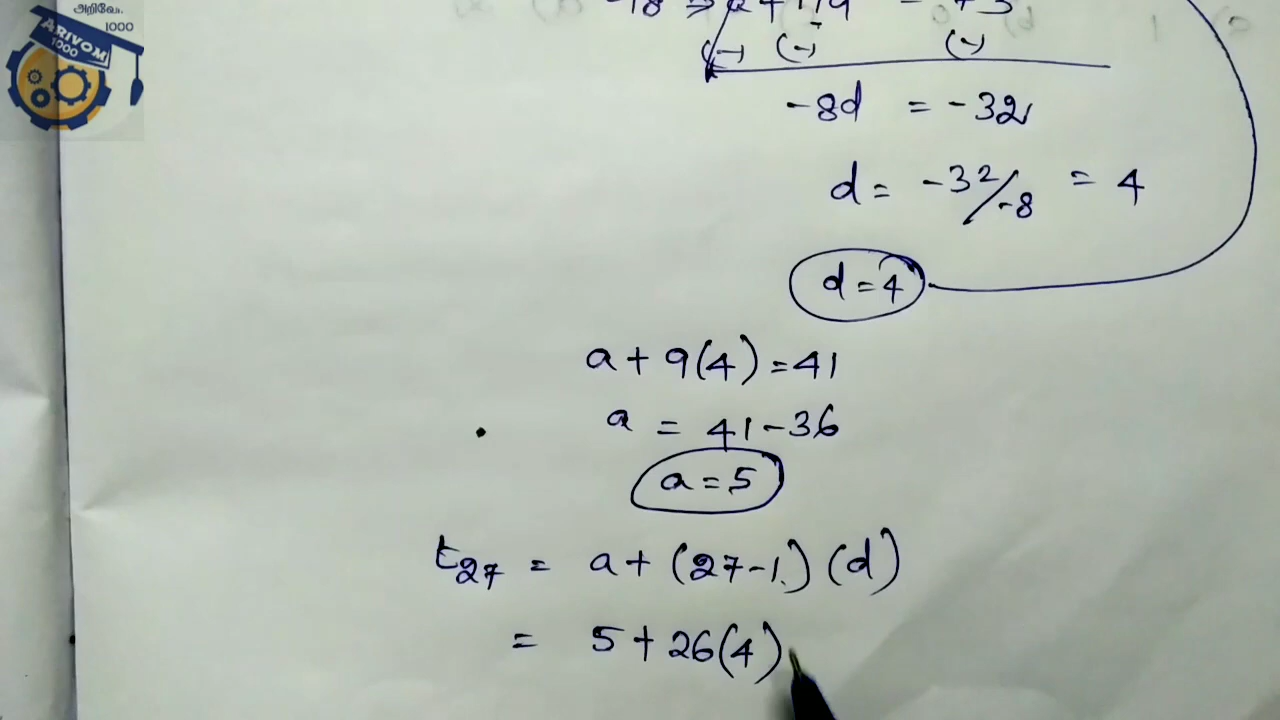 அறிவோ.
1000
ARIVOM
1000
(-) (-) (-)
-8d = -32
d = -32/-8 = 4
d = 4
a + 9(4) = 41
a = 41 - 36
a = 5
t27 = a + (27-1) (d)
= 5 + 26(4)